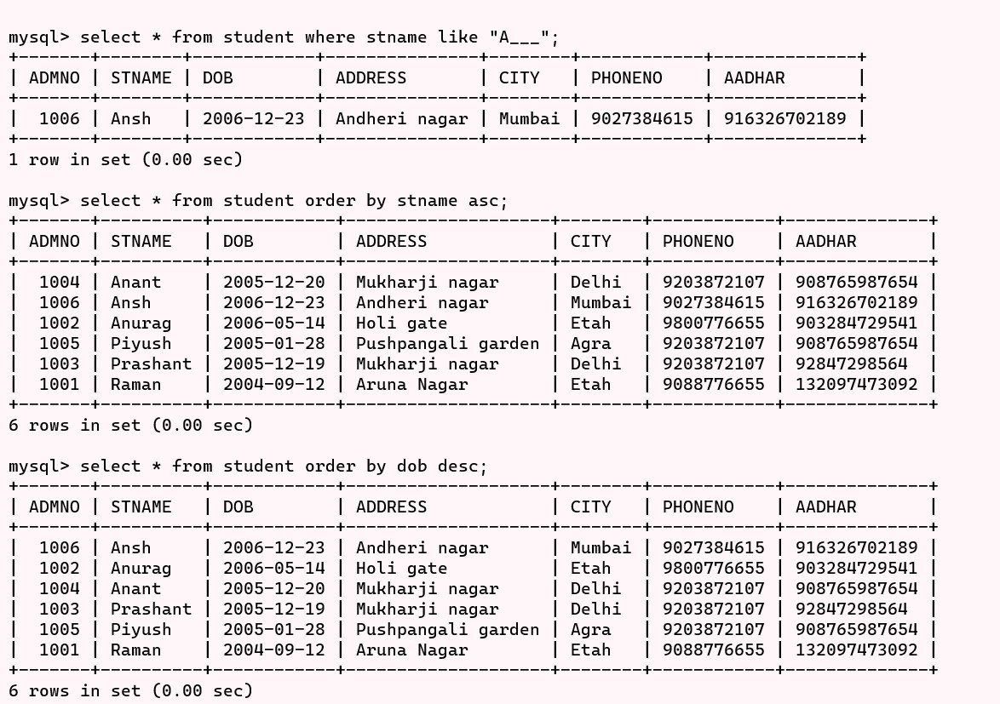 mysql> select * from student where stname like "A___";
+-------+--------+------------+---------------+--------+------------+--------------+
| ADMNO | STNAME | DOB        | ADDRESS       | CITY   | PHONENO    | AADHAR       |
+-------+--------+------------+---------------+--------+------------+--------------+
|  1006 | Ansh   | 2006-12-23 | Andheri nagar | Mumbai | 9027384615 | 916326702189 |
+-------+--------+------------+---------------+--------+------------+--------------+
1 row in set (0.00 sec)

mysql> select * from student order by stname asc;
+-------+----------+------------+--------------------+--------+------------+--------------+
| ADMNO | STNAME   | DOB        | ADDRESS            | CITY   | PHONENO    | AADHAR       |
+-------+----------+------------+--------------------+--------+------------+--------------+
|  1004 | Anant    | 2005-12-20 | Mukharji nagar     | Delhi  | 9203872107 | 908765987654 |
|  1006 | Ansh     | 2006-12-23 | Andheri nagar      | Mumbai | 9027384615 | 916326702189 |
|  1002 | Anurag   | 2006-05-14 | Holi gate          | Etah   | 9800776655 | 903284729541 |
|  1005 | Piyush   | 2005-01-28 | Pushpangali garden | Agra   | 9203872107 | 908765987654 |
|  1003 | Prashant | 2005-12-19 | Mukharji nagar     | Delhi  | 9203872107 | 92847298564  |
|  1001 | Raman    | 2004-09-12 | Aruna Nagar        | Etah   | 9088776655 | 132097473092 |
+-------+----------+------------+--------------------+--------+------------+--------------+
6 rows in set (0.00 sec)

mysql> select * from student order by dob desc;
+-------+----------+------------+--------------------+--------+------------+--------------+
| ADMNO | STNAME   | DOB        | ADDRESS            | CITY   | PHONENO    | AADHAR       |
+-------+----------+------------+--------------------+--------+------------+--------------+
|  1006 | Ansh     | 2006-12-23 | Andheri nagar      | Mumbai | 9027384615 | 916326702189 |
|  1002 | Anurag   | 2006-05-14 | Holi gate          | Etah   | 9800776655 | 903284729541 |
|  1004 | Anant    | 2005-12-20 | Mukharji nagar     | Delhi  | 9203872107 | 908765987654 |
|  1003 | Prashant | 2005-12-19 | Mukharji nagar     | Delhi  | 9203872107 | 92847298564  |
|  1005 | Piyush   | 2005-01-28 | Pushpangali garden | Agra   | 9203872107 | 908765987654 |
|  1001 | Raman    | 2004-09-12 | Aruna Nagar        | Etah   | 9088776655 | 132097473092 |
+-------+----------+------------+--------------------+--------+------------+--------------+
6 rows in set (0.00 sec)